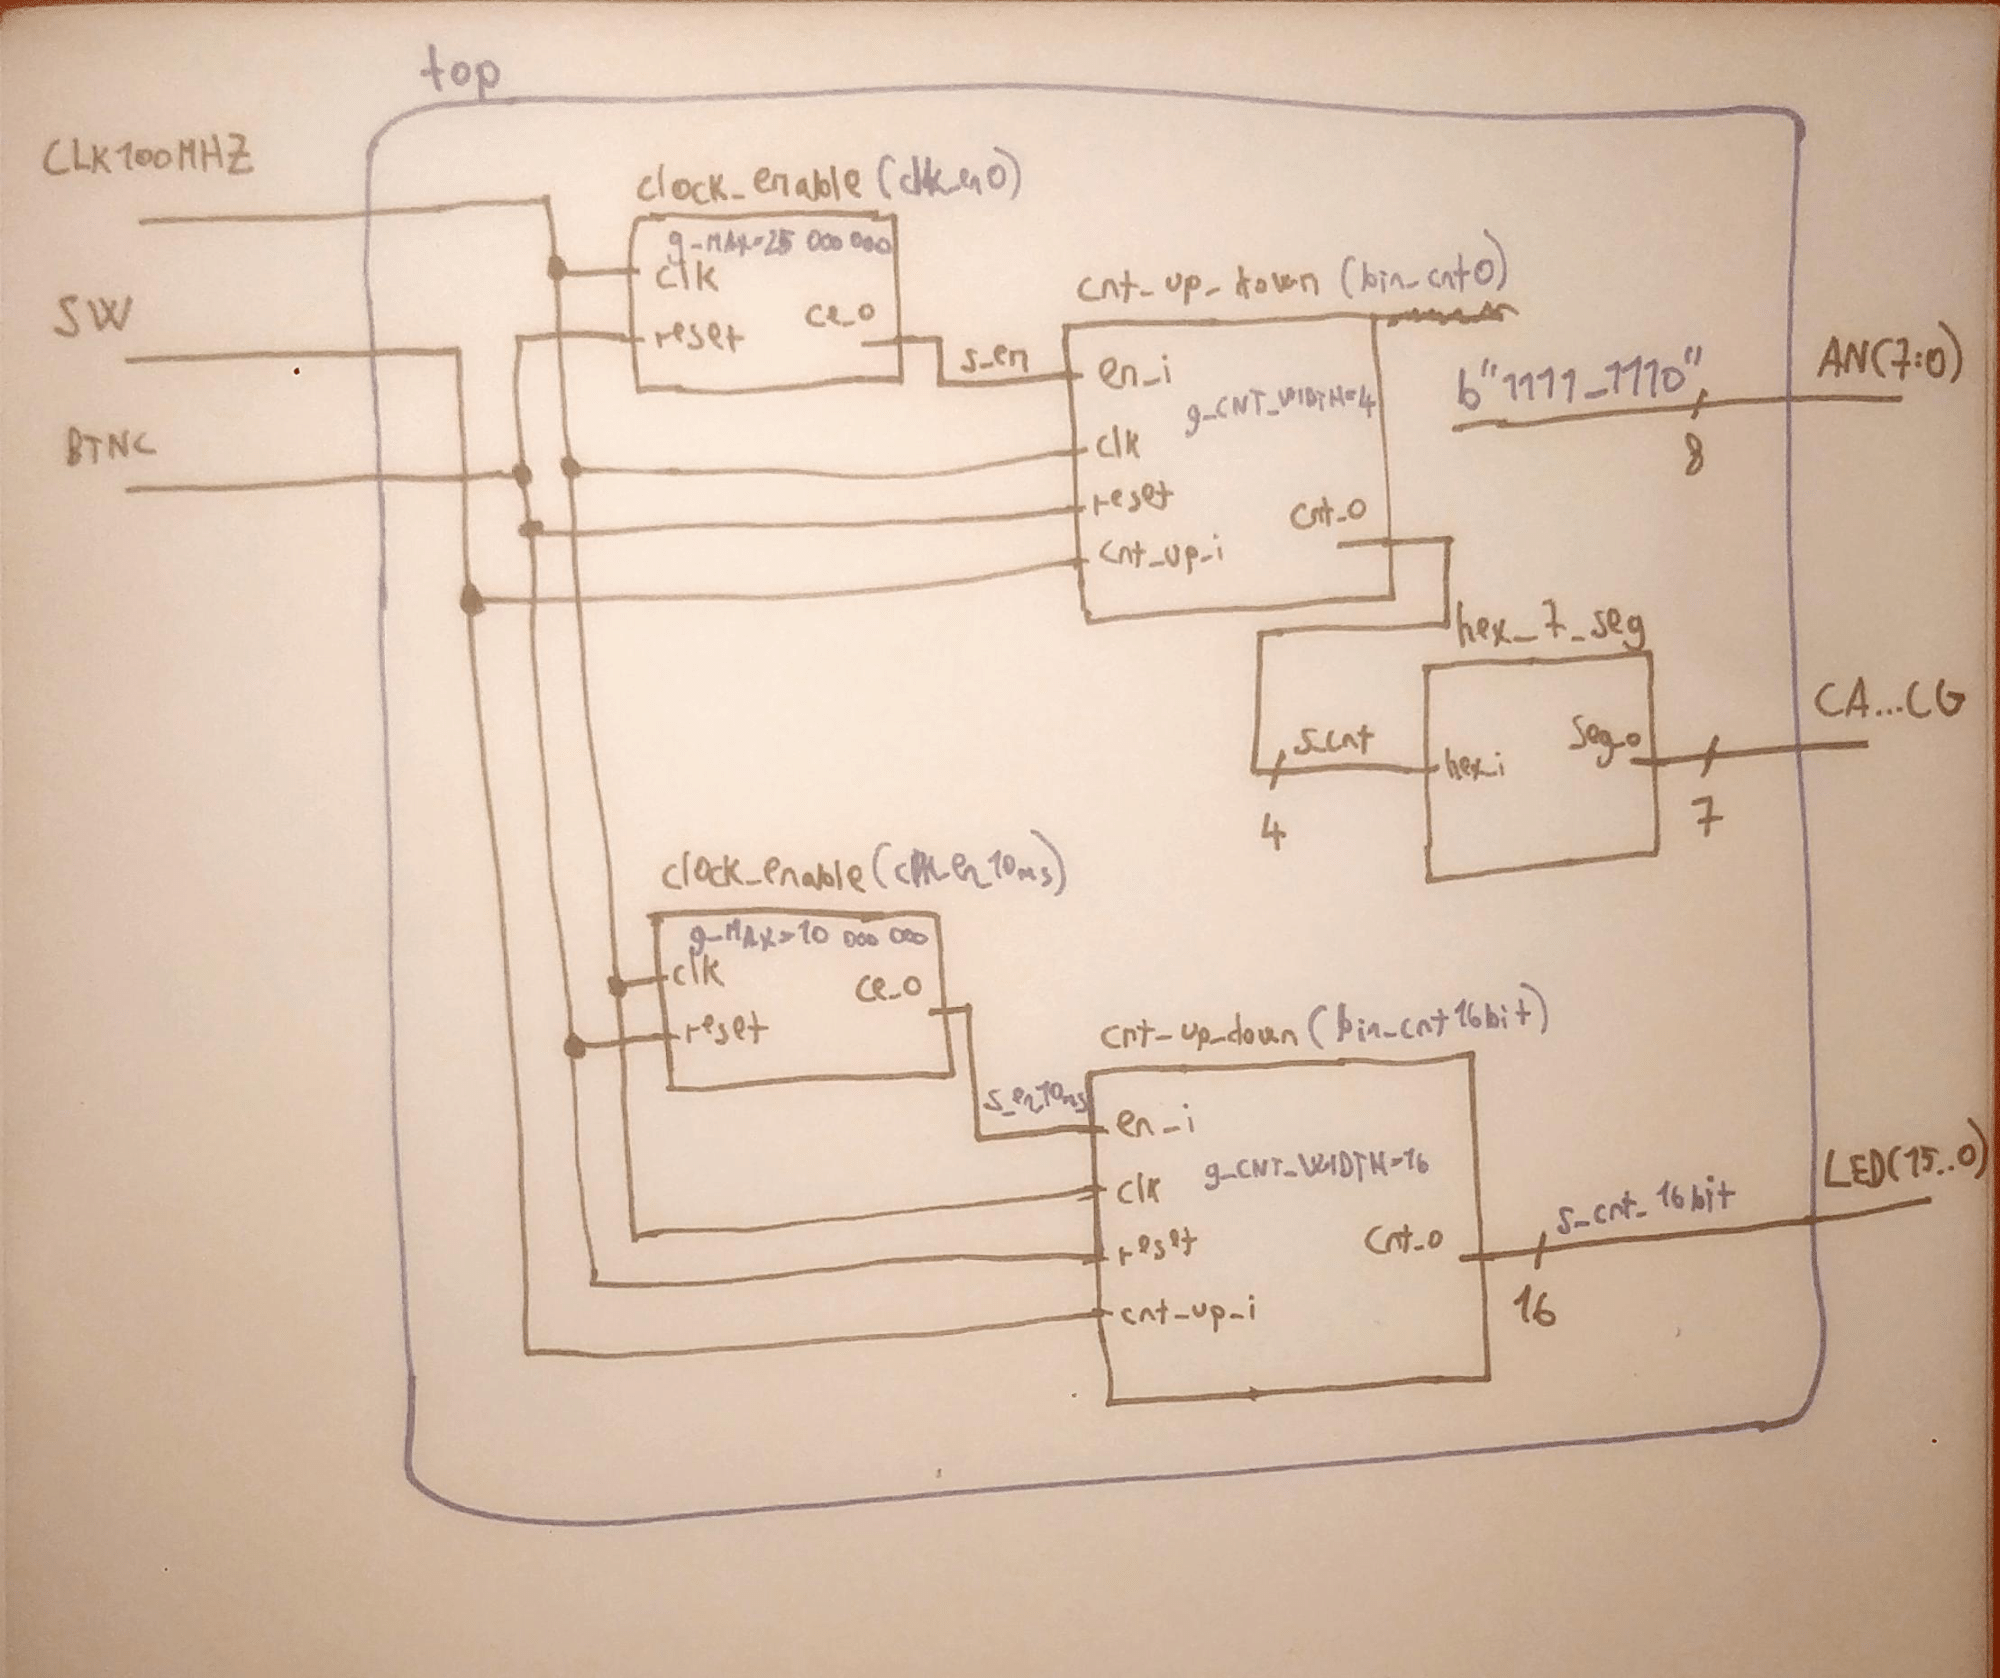 top
CLK100MHZ
SW
BTNC
clock_enable (clk_en0)
g_MAX=25 000 000
clk
reset
ce_o
s_en
cnt_up_down (bin_cnt0)
en_i
g_CNT_WIDTH=4
clk
reset
cnt_up_i
cnt_o
b"1111_1110"
8
AN(7:0)
hex_7_seg
s_cnt
4
hex_i
seg_o
7
CA...CG
clock_enable (clk_en_10ms)
g_MAX=10 000 000
clk
reset
ce_o
s_en_10ms
cnt_up_down (bin_cnt16bit)
en_i
g_CNT_WIDTH=16
clk
reset
cnt_up_i
cnt_o
s_cnt_16bit
16
LED(15..0)